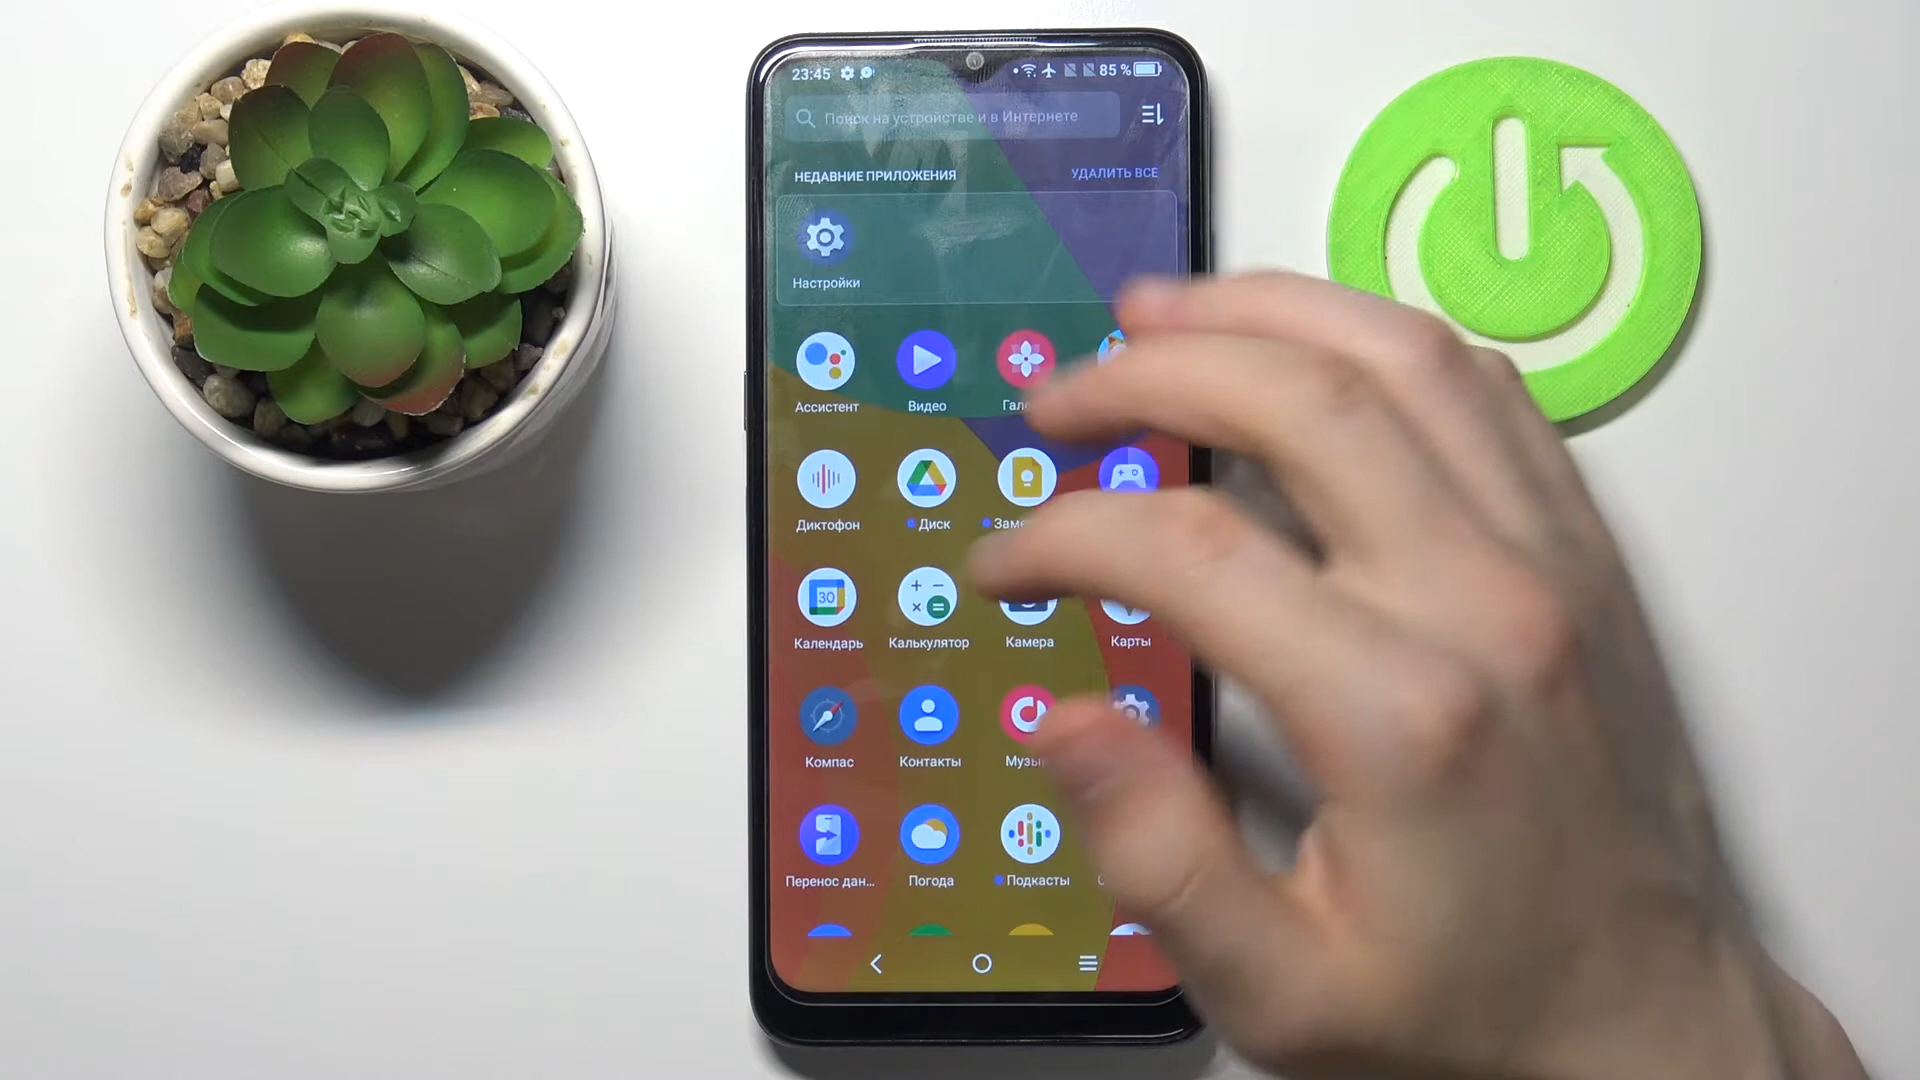 23:45 85 %
Поиск на устройстве и в Интернете
НЕДАВНИЕ ПРИЛОЖЕНИЯ УДАЛИТЬ ВСЕ
Настройки
Ассистент Видео
Диктофон Диск
30
Календарь Калькулятор Камера Карты
Компас Контакты
Перенос дан... Погода Подкасты